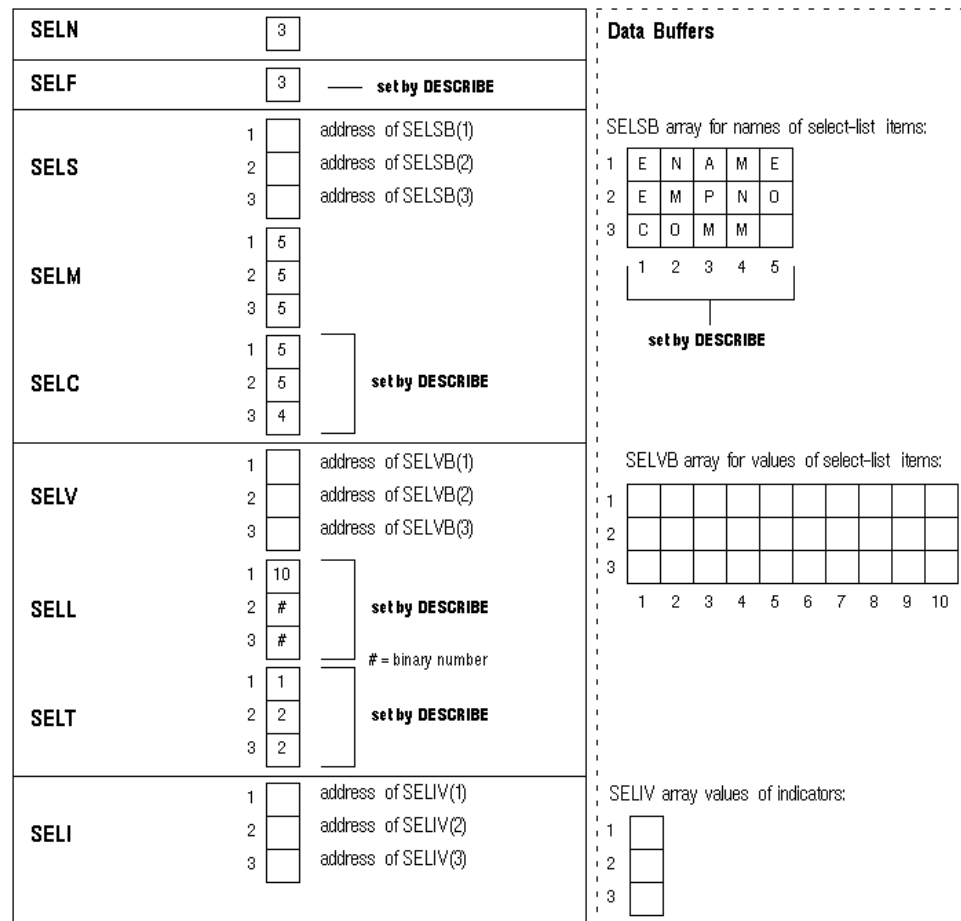 SELN 3
SELF 3 set by DESCRIBE
SELS
1 address of SELSB(1)
2 address of SELSB(2)
3 address of SELSB(3)
SELM
1 5
2 5
3 5
SELC
1 5
2 5
3 4
set by DESCRIBE
SELV
1 address of SELVB(1)
2 address of SELVB(2)
3 address of SELVB(3)
SELL
1 10
2 #
3 #
set by DESCRIBE
# = binary number
SELT
1 1
2 2
3 2
set by DESCRIBE
SELI
1 address of SELIV(1)
2 address of SELIV(2)
3 address of SELIV(3)
Data Buffers
SELSB array for names of select-list items:
1 E N A M E
2 E M P N O
3 C O M M
1 2 3 4 5
set by DESCRIBE
SELVB array for values of select-list items:
1
2
3
1 2 3 4 5 6 7 8 9 10
SELIV array values of indicators:
1
2
3